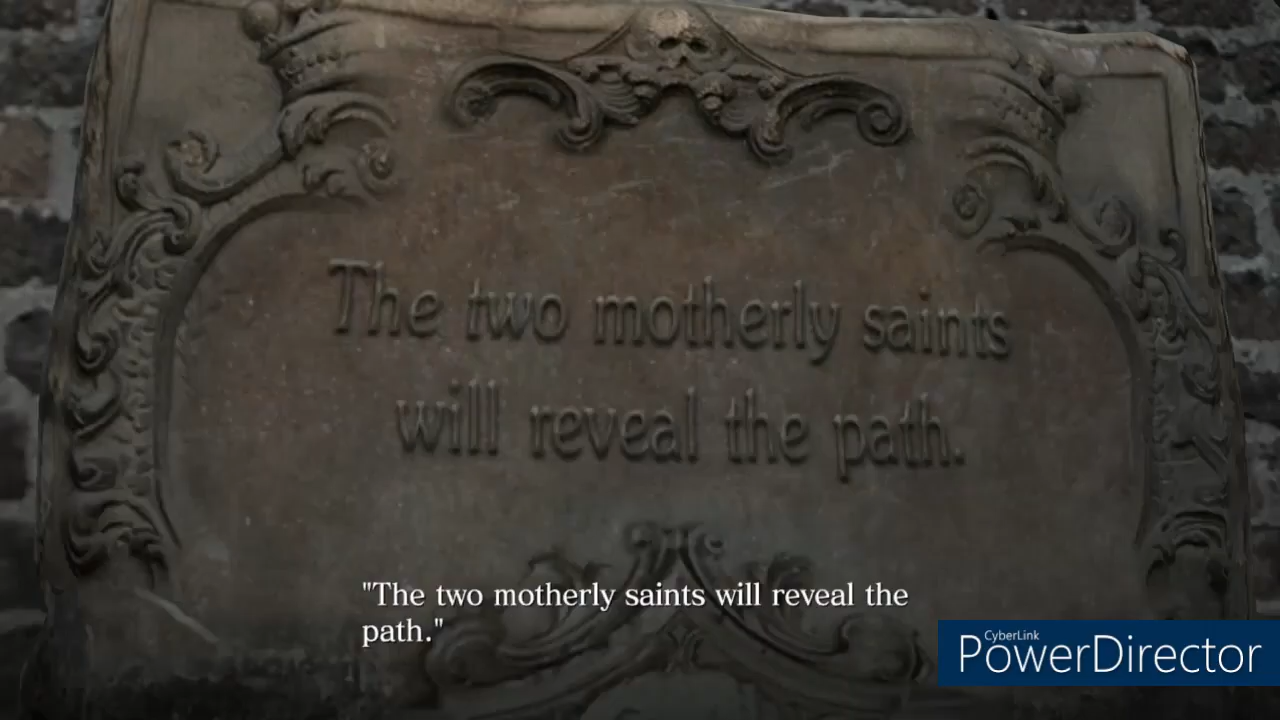 The two motherly saints
will reveal the path.
"The two motherly saints will reveal the
path."
CyberLink
PowerDirector